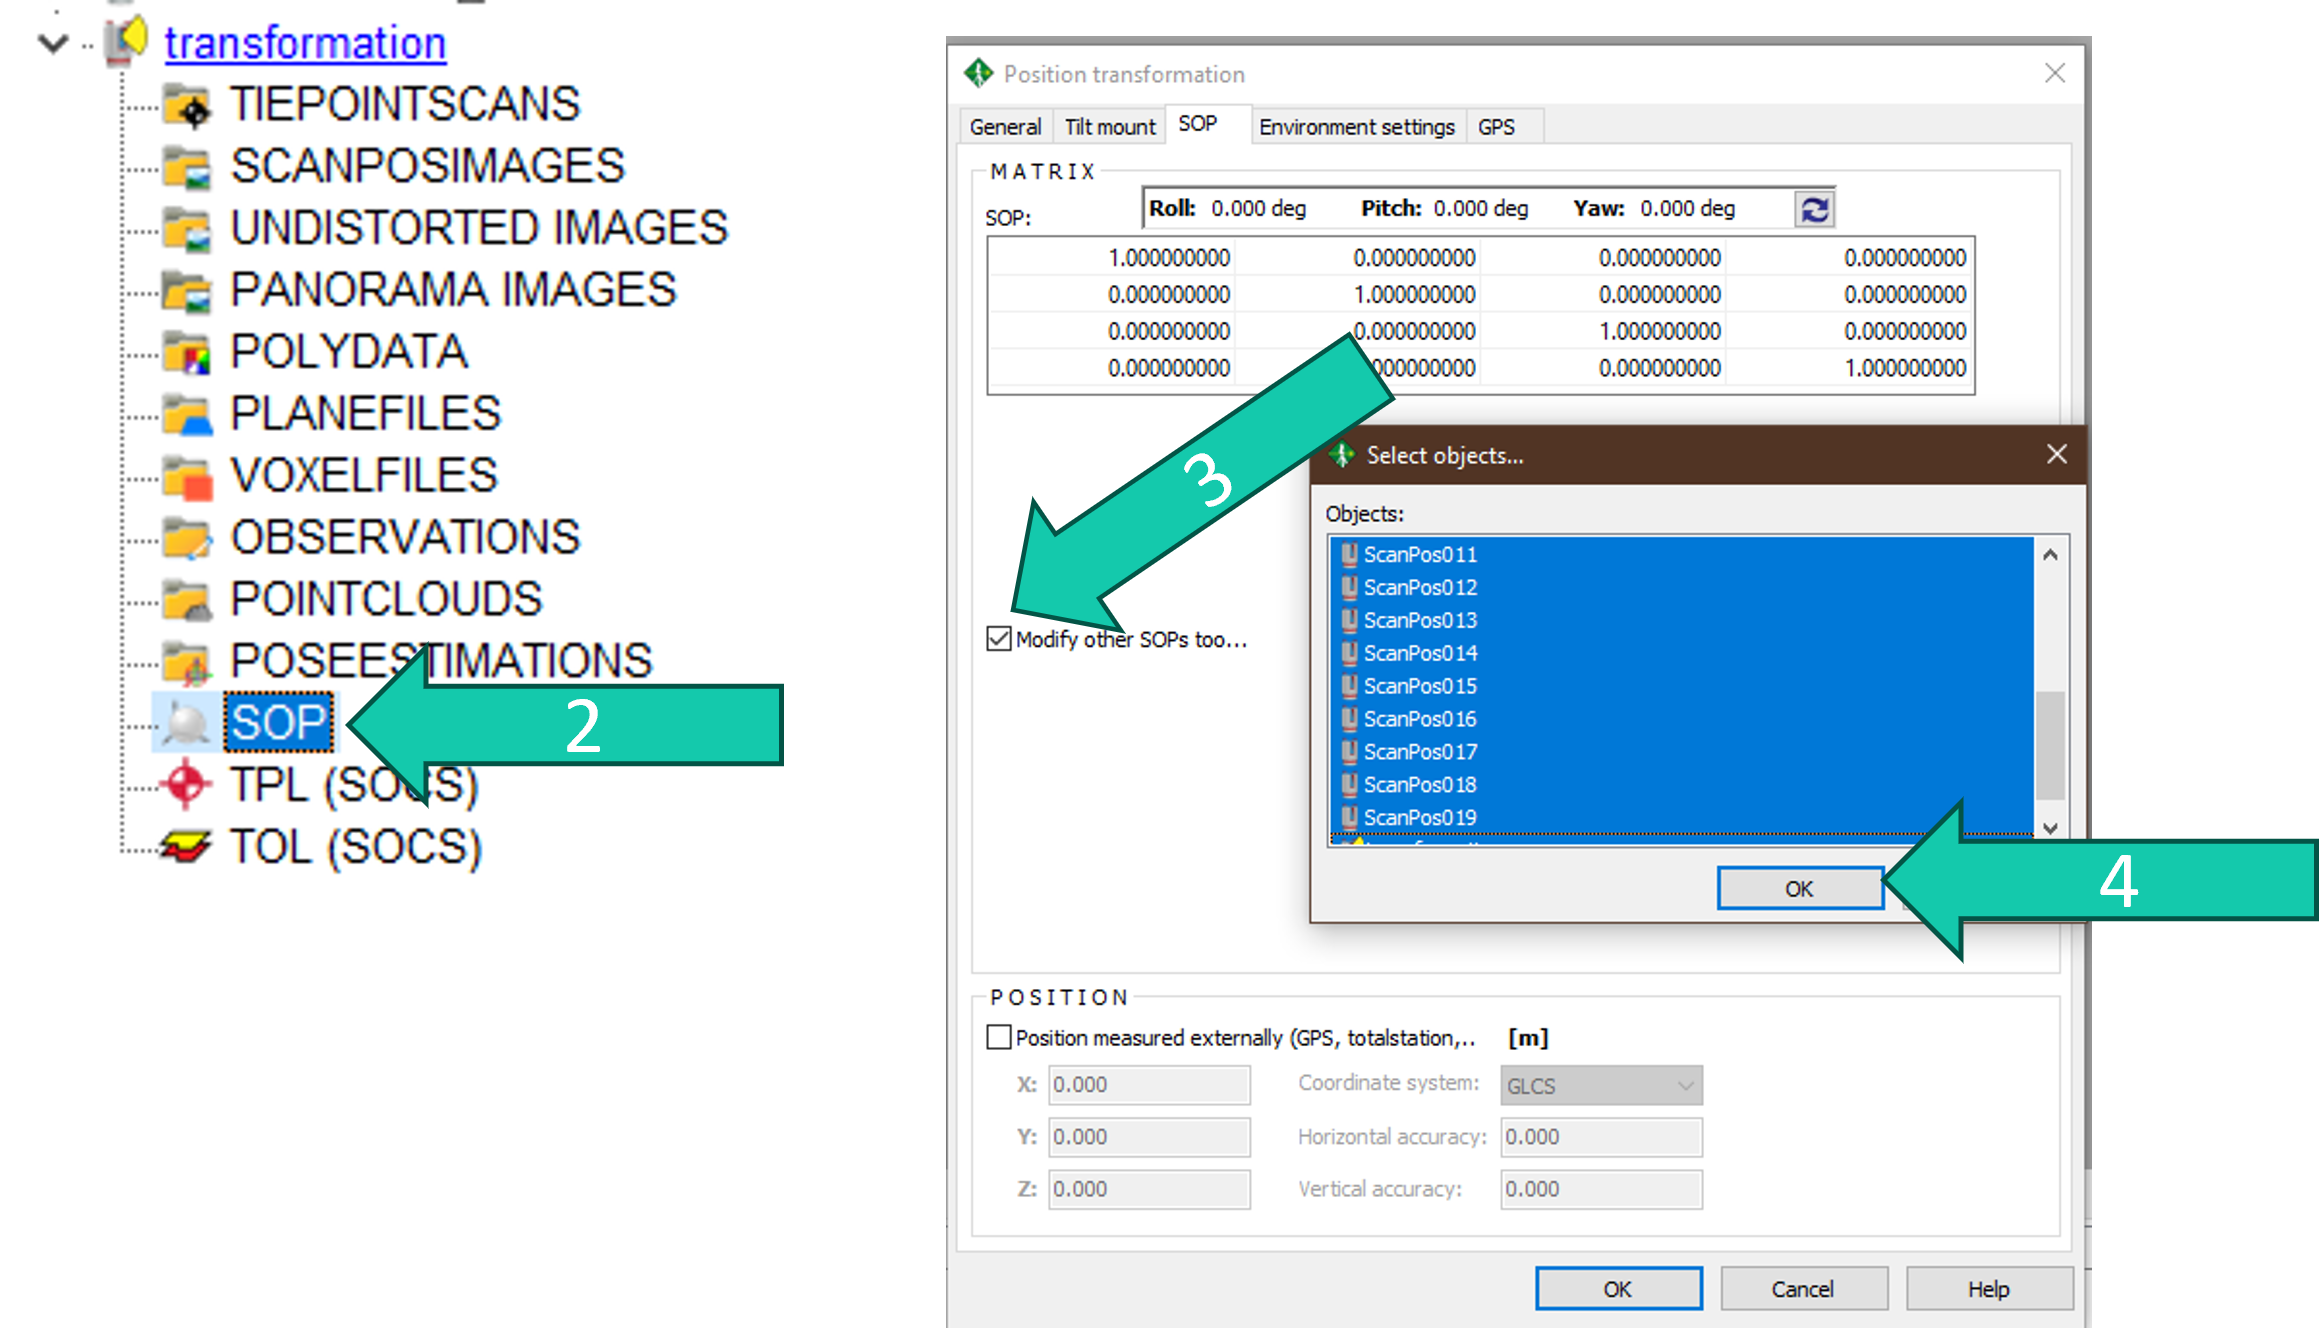 transformation
TIEPOINTSCANS
SCANPOSIMAGES
UNDISTORTED IMAGES
PANORAMA IMAGES
POLYDATA
PLANEFILES
VOXELFILES
OBSERVATIONS
POINTCLOUDS
POSEESTIMATIONS
SOP
2
TPL (SOCS)
TOL (SOCS)
Position transformation
General Tilt mount SOP Environment settings GPS
MATRIX
SOP: Roll: 0.000 deg Pitch: 0.000 deg Yaw: 0.000 deg
1.000000000 0.000000000 0.000000000 0.000000000
0.000000000 1.000000000 0.000000000 0.000000000
0.000000000 0.000000000 1.000000000 0.000000000
0.000000000 000000000 0.000000000 1.000000000
3
Modify other SOPs too...
Select objects...
Objects:
ScanPos011
ScanPos012
ScanPos013
ScanPos014
ScanPos015
ScanPos016
ScanPos017
ScanPos018
ScanPos019
OK
4
POSITION
Position measured externally (GPS, totalstation,.. [m]
X: 0.000 Coordinate system: GLCS
Y: 0.000 Horizontal accuracy: 0.000
Z: 0.000 Vertical accuracy: 0.000
OK Cancel Help